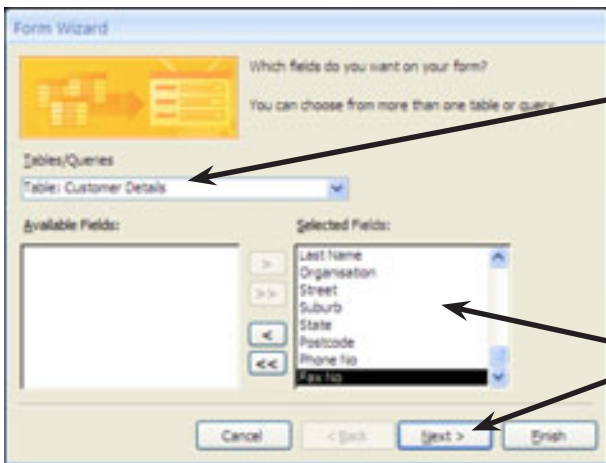 Form Wizard
Which fields do you want on your form?
You can choose from more than one table or query.
Tables/Queries
Table: Customer Details
Available Fields:
Selected Fields:
>
>>
<
<<
Last Name
Organisation
Street
Suburb
State
Postcode
Phone No
Fax No
Cancel
< Back
Next >
Finish